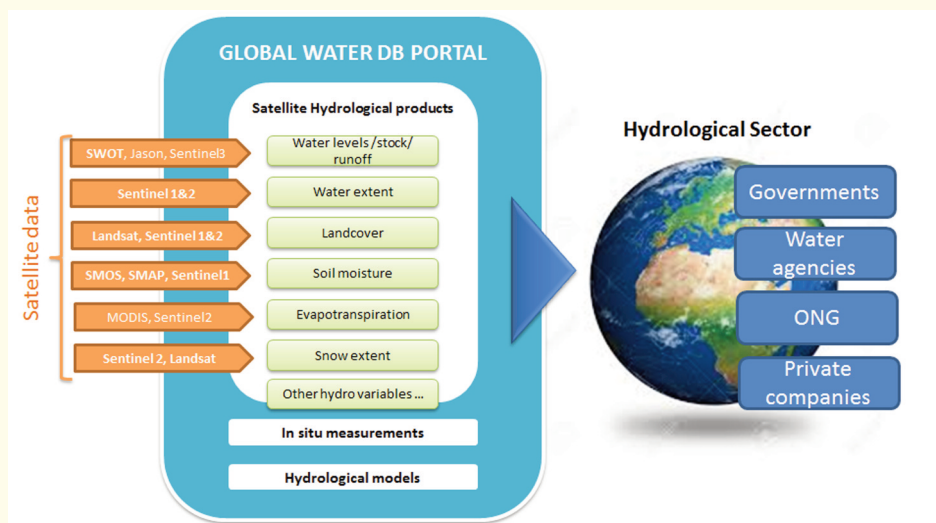 GLOBAL WATER DB PORTAL
Satellite Hydrological products
Satellite data
SWOT, Jason, Sentinel3
Water levels /stock/
runoff
Sentinel 1&2
Water extent
Landsat, Sentinel 1&2
Landcover
SMOS, SMAP, Sentinel1
Soil moisture
MODIS, Sentinel2
Evapotranspiration
Sentinel 2, Landsat
Snow extent
Other hydro variables ...
In situ measurements
Hydrological models
Hydrological Sector
Governments
Water
agencies
ONG
Private
companies